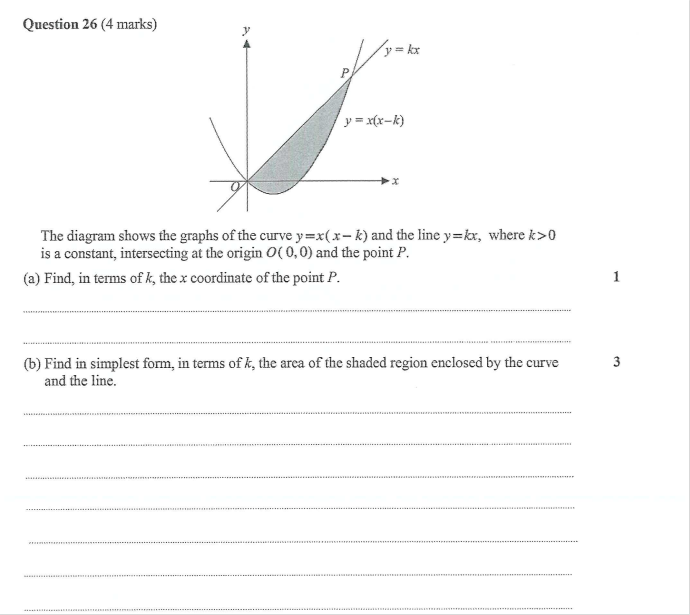 Question 26 (4 marks)
y
y = kx
P
y = x(x–k)
x
O
The diagram shows the graphs of the curve y=x(x–k) and the line y=kx, where k>0
is a constant, intersecting at the origin O(0,0) and the point P.
(a) Find, in terms of k, the x coordinate of the point P. 1
(b) Find in simplest form, in terms of k, the area of the shaded region enclosed by the curve 3
and the line.